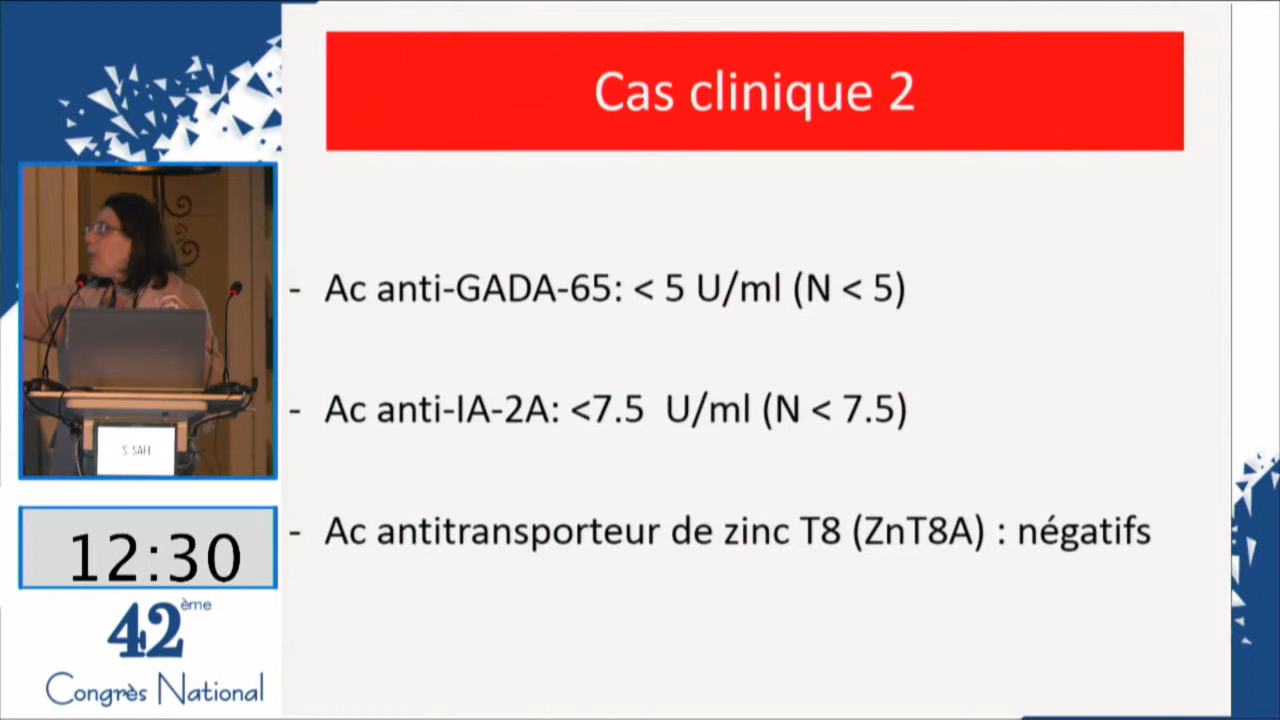 Cas clinique 2
- Ac anti-GADA-65: < 5 U/ml (N < 5)
- Ac anti-IA-2A: <7.5 U/ml (N < 7.5)
- Ac antitransporteur de zinc T8 (ZnT8A) : négatifs
S. SAFI
12:30
42ème
Congrès National